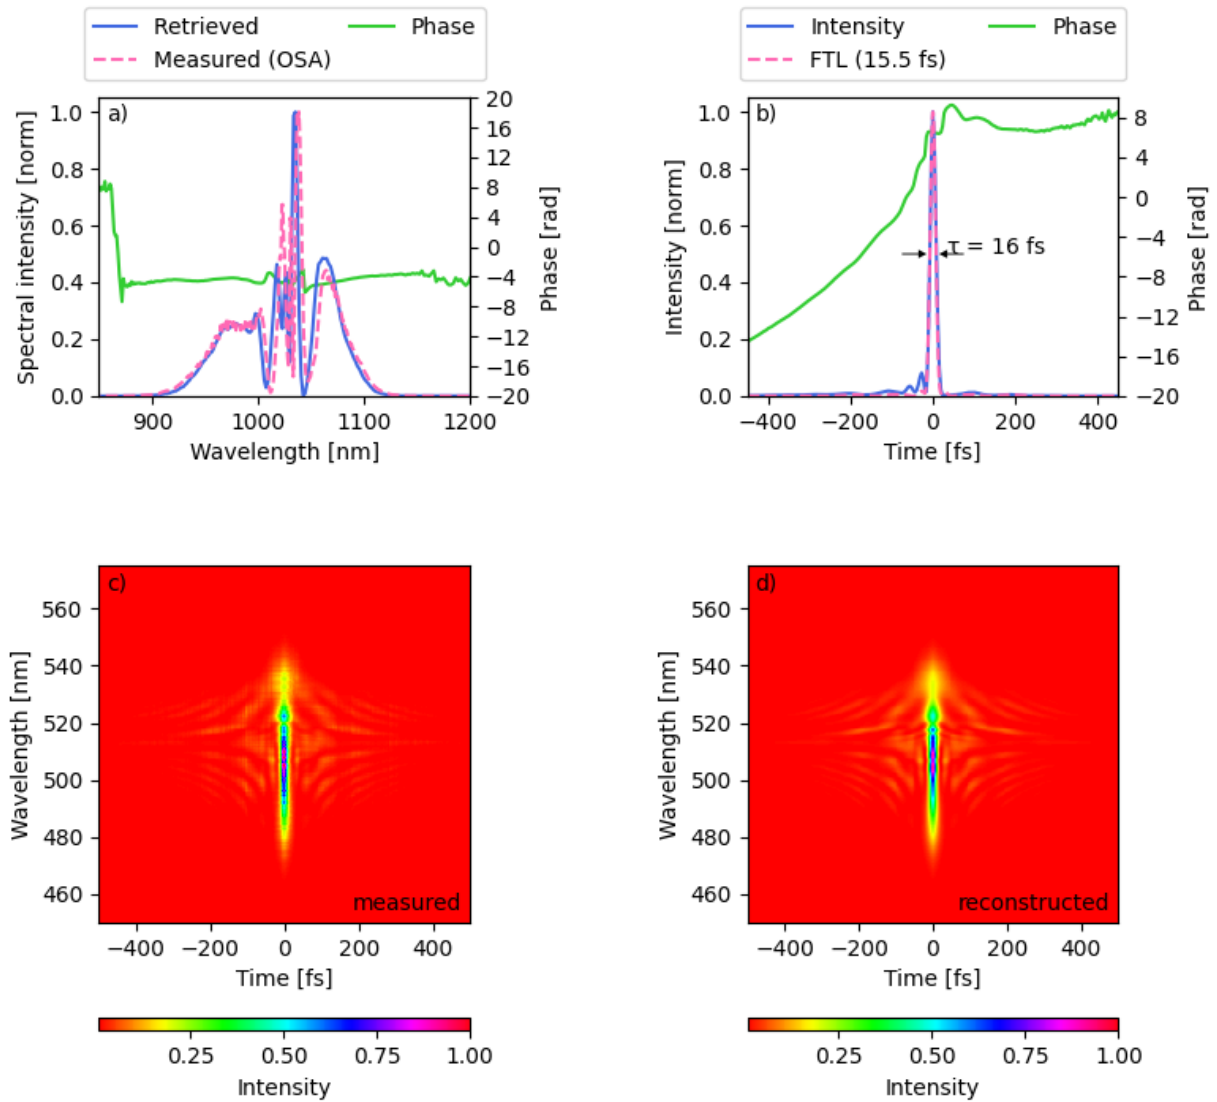 Retrieved
Phase
Measured (OSA)
a)
1.0
0.8
0.6
0.4
0.2
0.0
Spectral intensity [norm]
20
16
12
8
4
0
−4
−8
−12
−16
−20
Phase [rad]
900
1000
1100
1200
Wavelength [nm]
Intensity
Phase
FTL (15.5 fs)
b)
1.0
0.8
0.6
0.4
0.2
0.0
Intensity [norm]
τ = 16 fs
8
4
0
−4
−8
−12
−16
−20
Phase [rad]
−400
−200
0
200
400
Time [fs]
c)
560
540
520
500
480
460
Wavelength [nm]
measured
−400
−200
0
200
400
Time [fs]
0.25
0.50
0.75
1.00
Intensity
d)
560
540
520
500
480
460
Wavelength [nm]
reconstructed
−400
−200
0
200
400
Time [fs]
0.25
0.50
0.75
1.00
Intensity